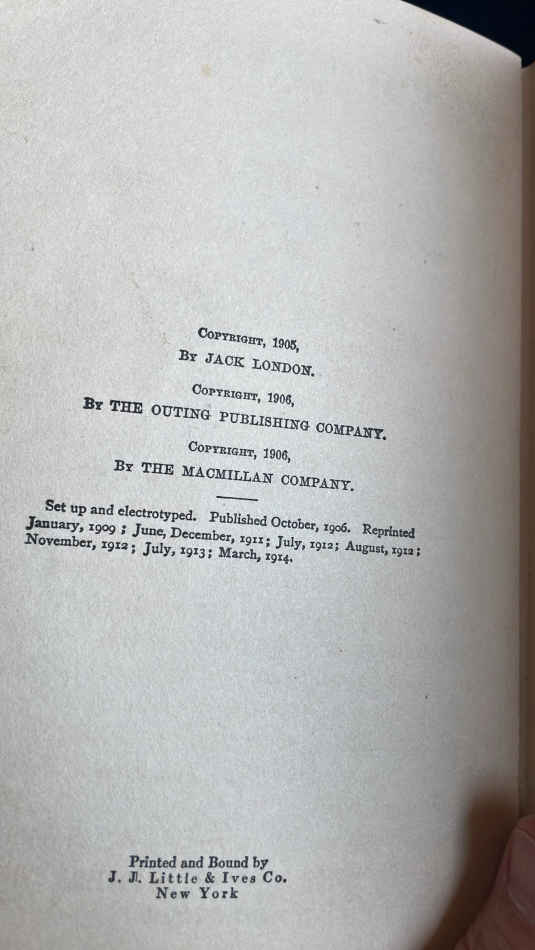 COPYRIGHT, 1905,
BY JACK LONDON.
COPYRIGHT, 1906,
BY THE OUTING PUBLISHING COMPANY.
COPYRIGHT, 1906,
BY THE MACMILLAN COMPANY.
Set up and electrotyped. Published October, 1906. Reprinted
January, 1909; June, December, 1911; July, 1912; August, 1912;
November, 1912; July, 1913; March, 1914.
Printed and Bound by
J. J. Little & Ives Co.
New York